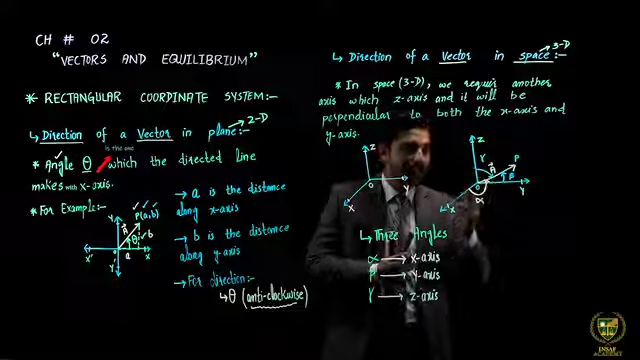 CH # 02
"VECTORS AND EQUILIBRIUM"
* RECTANGULAR COORDINATE SYSTEM:-
↳ Direction of a Vector in plane:- 2-D
is the one
* Angle θ which the directed line
makes with x-axis.
* For Example:-
Y
P(a,b)
A
θ
b
X'
O
a
X
Y'
→ a is the distance
along x-axis
→ b is the distance
along y-axis
→ For direction:-
↳ θ (anti-clockwise)
↳ Direction of a Vector in space:- 3-D
* In space (3-D), we require another
axis which z-axis and it will be
perpendicular to both the x-axis and
y-axis.
Z
O
Y
X
Z
γ
P
A
β
O
Y
α
X
↳ Three Angles
α → x-axis
β → y-axis
γ → z-axis
INSAF
ACADEMY